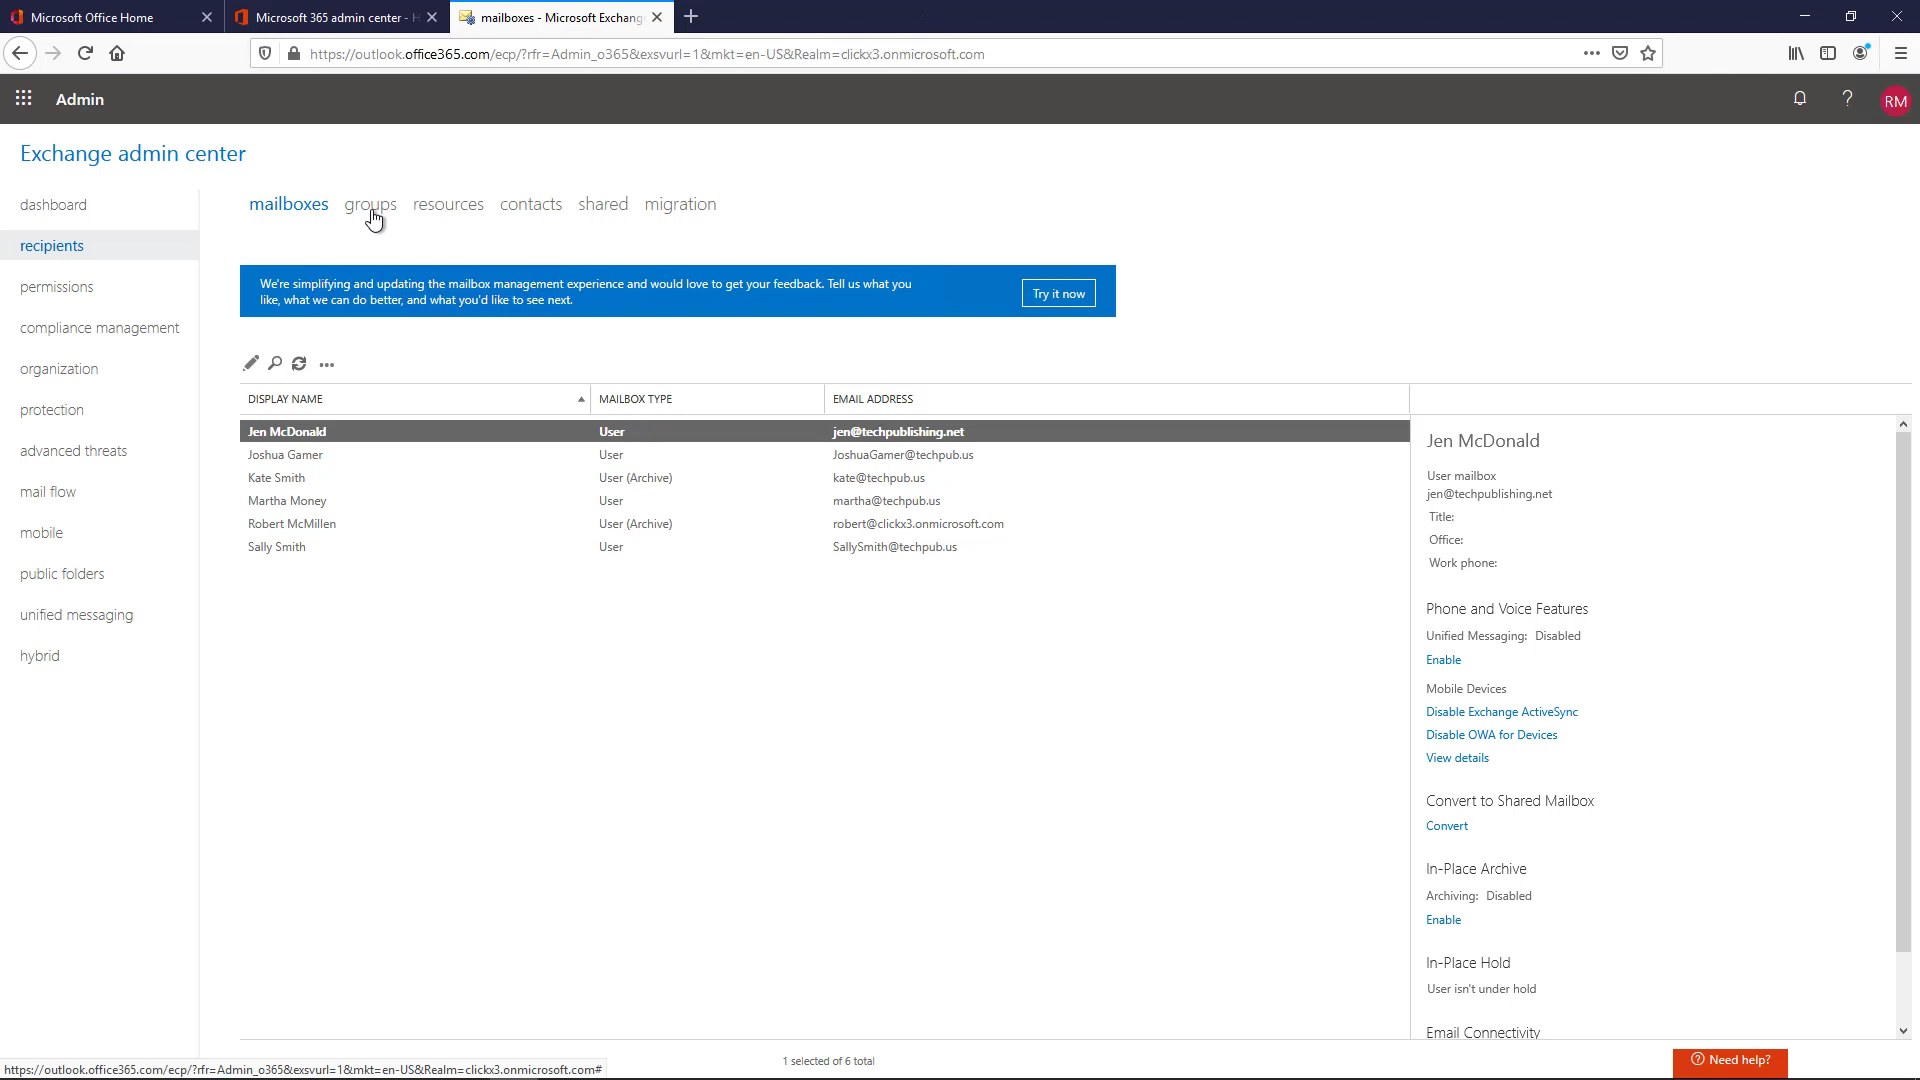 Microsoft Office Home
Microsoft 365 admin center -
mailboxes - Microsoft Exchang
https://outlook.office365.com/ecp/?rfr=Admin_o365&exsvurl=1&mkt=en-US&Realm=clickx3.onmicrosoft.com
Admin
?
RM
Exchange admin center
dashboard
recipients
permissions
compliance management
organization
protection
advanced threats
mail flow
mobile
public folders
unified messaging
hybrid
mailboxes groups resources contacts shared migration
We're simplifying and updating the mailbox management experience and would love to get your feedback. Tell us what you
like, what we can do better, and what you'd like to see next.
Try it now
DISPLAY NAME MAILBOX TYPE EMAIL ADDRESS
Jen McDonald User jen@techpublishing.net
Joshua Gamer User JoshuaGamer@techpub.us
Kate Smith User (Archive) kate@techpub.us
Martha Money User martha@techpub.us
Robert McMillen User (Archive) robert@clickx3.onmicrosoft.com
Sally Smith User SallySmith@techpub.us
Jen McDonald
User mailbox
jen@techpublishing.net
Title:
Office:
Work phone:
Phone and Voice Features
Unified Messaging: Disabled
Enable
Mobile Devices
Disable Exchange ActiveSync
Disable OWA for Devices
View details
Convert to Shared Mailbox
Convert
In-Place Archive
Archiving: Disabled
Enable
In-Place Hold
User isn't under hold
Email Connectivity
1 selected of 6 total
Need help?
https://outlook.office365.com/ecp/?rfr=Admin_o365&exsvurl=1&mkt=en-US&Realm=clickx3.onmicrosoft.com#